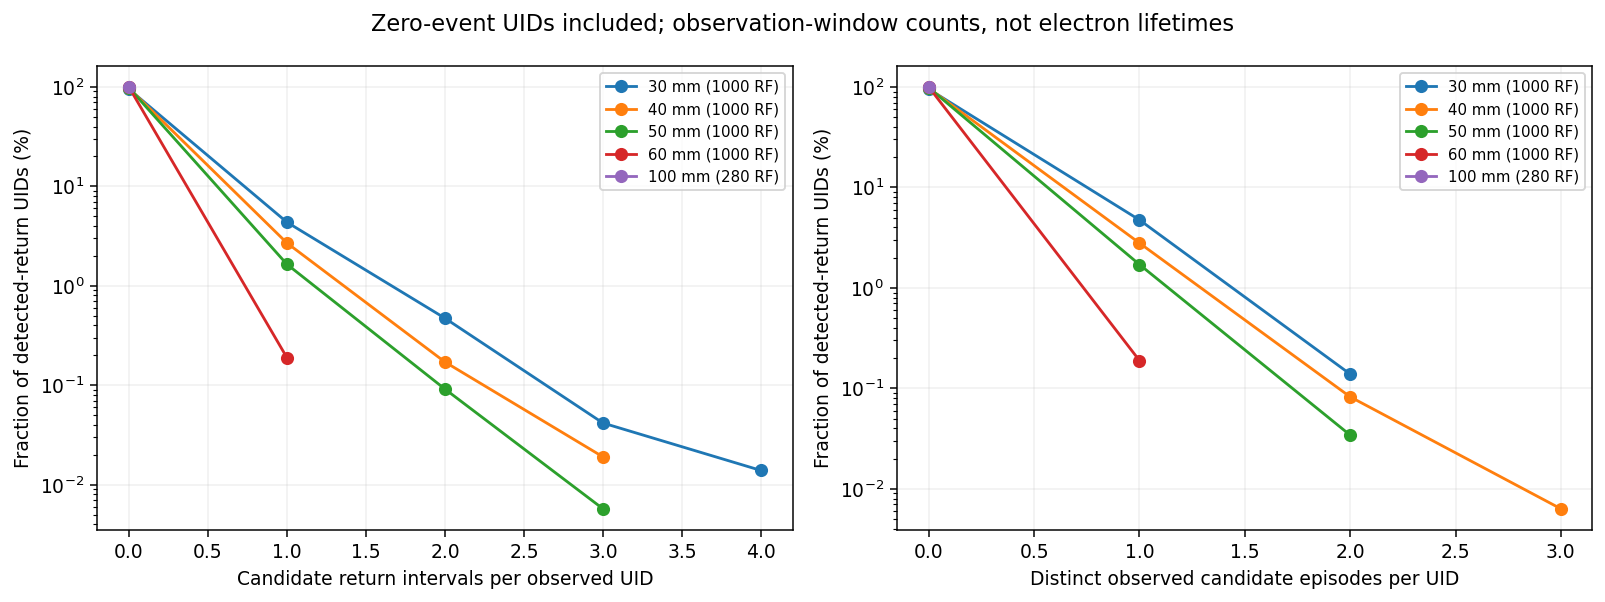 Zero-event UIDs included; observation-window counts, not electron lifetimes
Fraction of detected-return UIDs (%)
10²
10¹
10⁰
10⁻¹
10⁻²
30 mm (1000 RF)
40 mm (1000 RF)
50 mm (1000 RF)
60 mm (1000 RF)
100 mm (280 RF)
0.0 0.5 1.0 1.5 2.0 2.5 3.0 3.5 4.0
Candidate return intervals per observed UID
Fraction of detected-return UIDs (%)
10²
10¹
10⁰
10⁻¹
10⁻²
30 mm (1000 RF)
40 mm (1000 RF)
50 mm (1000 RF)
60 mm (1000 RF)
100 mm (280 RF)
0.0 0.5 1.0 1.5 2.0 2.5 3.0
Distinct observed candidate episodes per UID